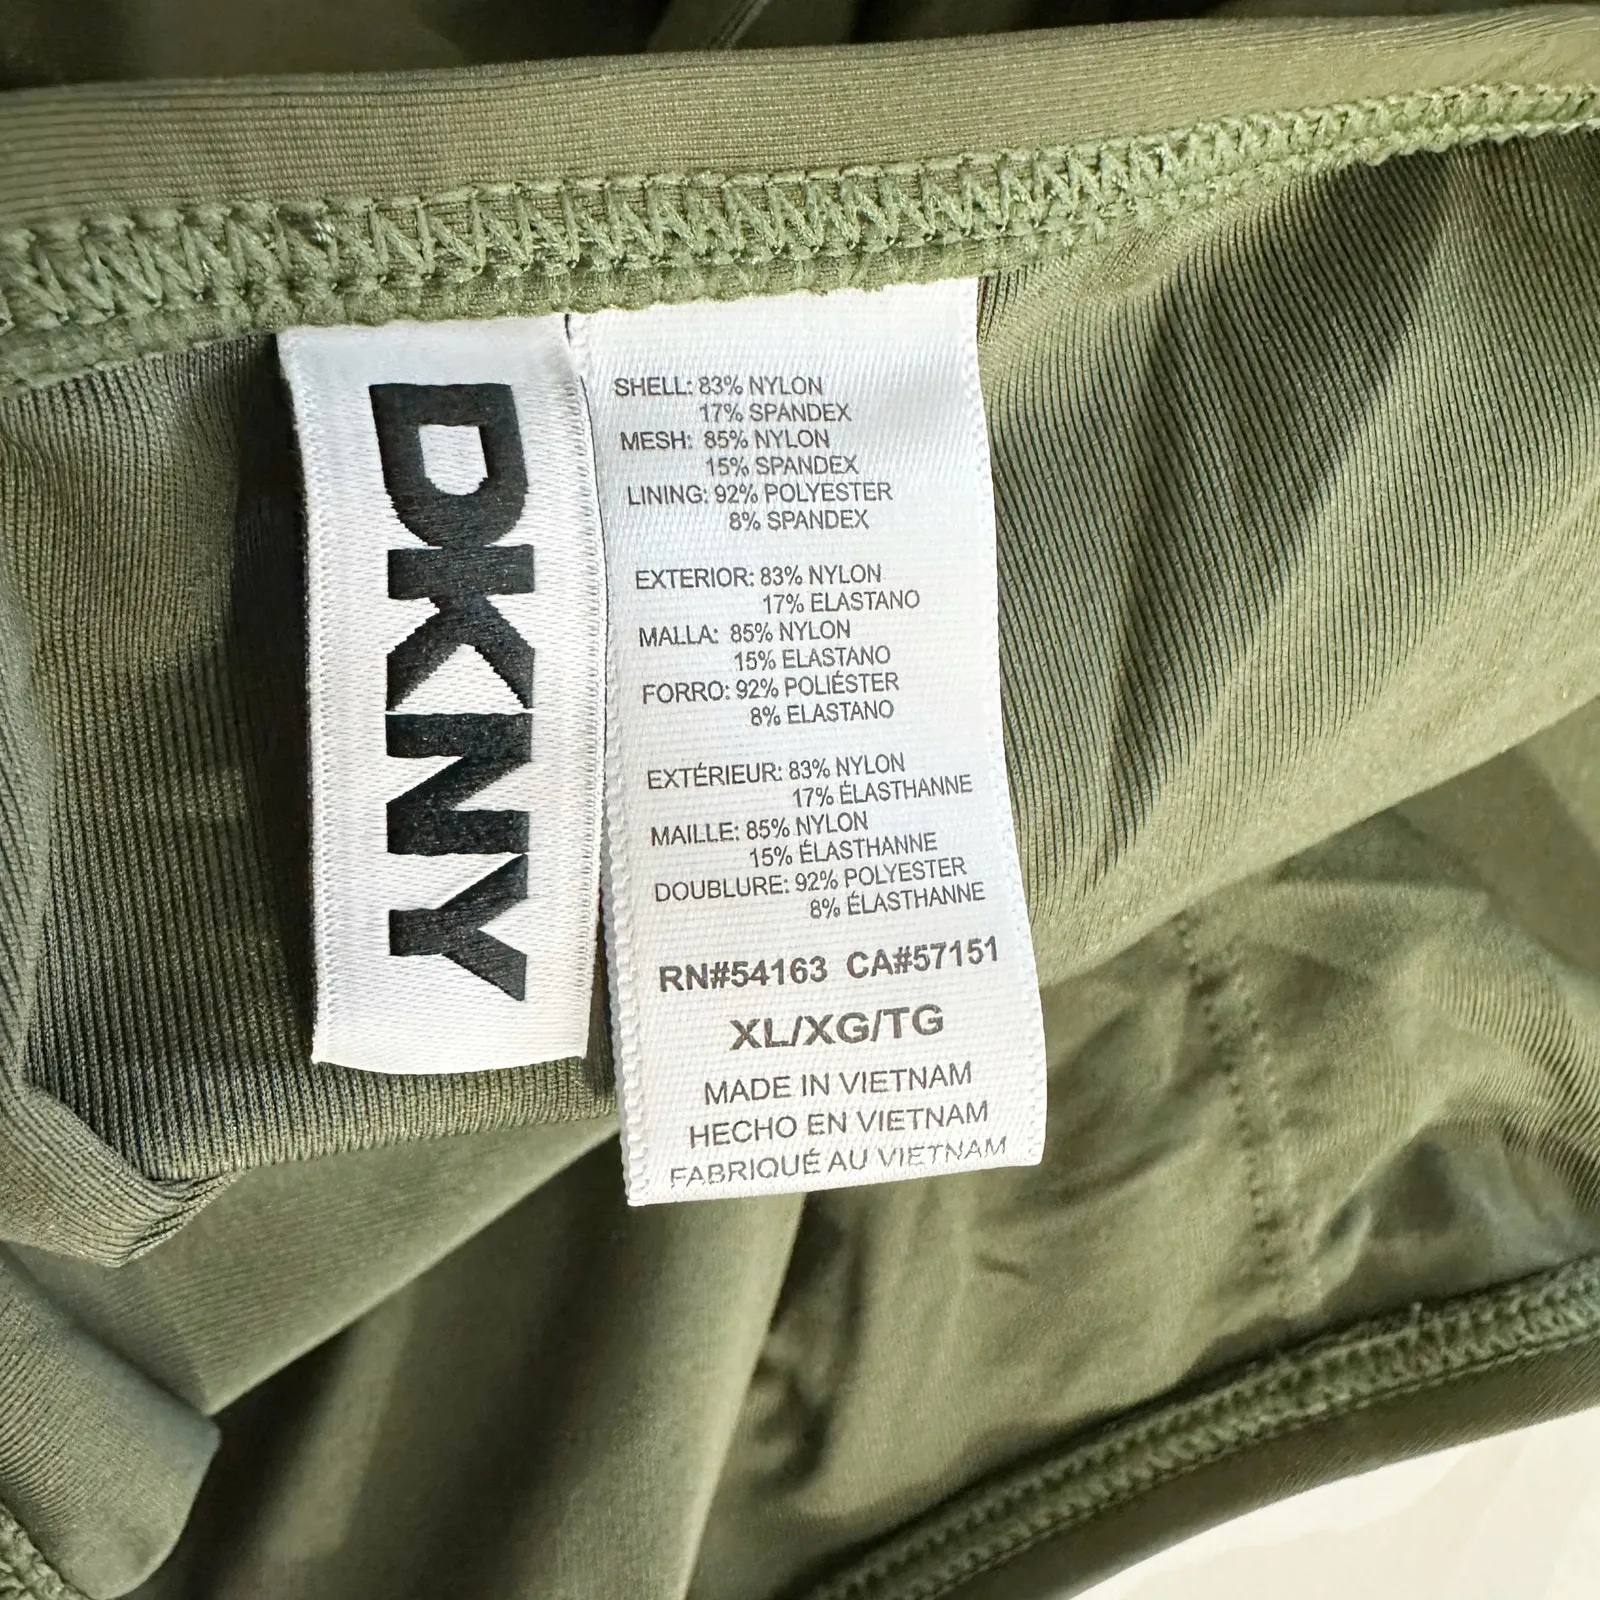 DKNY
SHELL: 83% NYLON
17% SPANDEX
MESH: 85% NYLON
15% SPANDEX
LINING: 92% POLYESTER
8% SPANDEX
EXTERIOR: 83% NYLON
17% ELASTANO
MALLA: 85% NYLON
15% ELASTANO
FORRO: 92% POLIÉSTER
8% ELASTANO
EXTÉRIEUR: 83% NYLON
17% ÉLASTHANNE
MAILLE: 85% NYLON
15% ÉLASTHANNE
DOUBLURE: 92% POLYESTER
8% ÉLASTHANNE
RN#54163 CA#57151
XL/XG/TG
MADE IN VIETNAM
HECHO EN VIETNAM
FABRIQUÉ AU VIETNAM